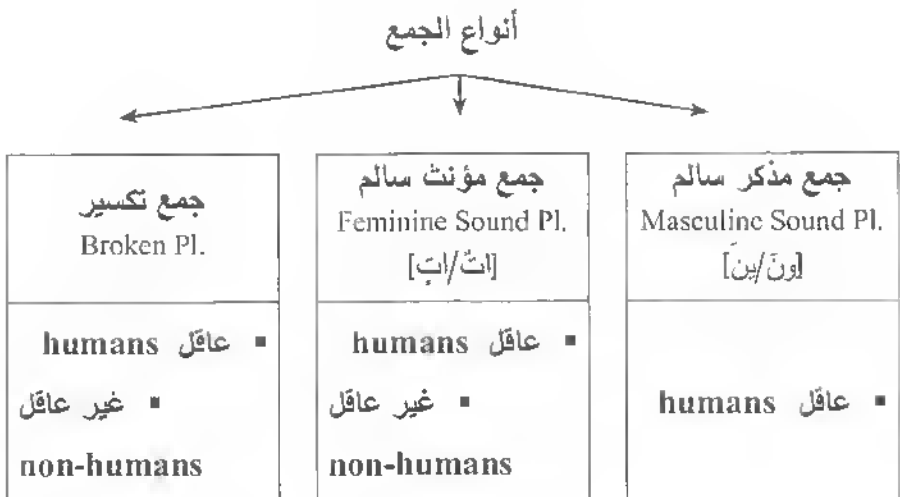 أنواع الجمع
جمع مذكر سالم
Masculine Sound Pl.
[ونَ/ينَ]
▪ عاقل humans
جمع مؤنث سالم
Feminine Sound Pl.
[اتٌ/اتٍ]
▪ عاقل humans
▪ غير عاقل
non-humans
جمع تكسير
Broken Pl.
▪ عاقل humans
▪ غير عاقل
non-humans